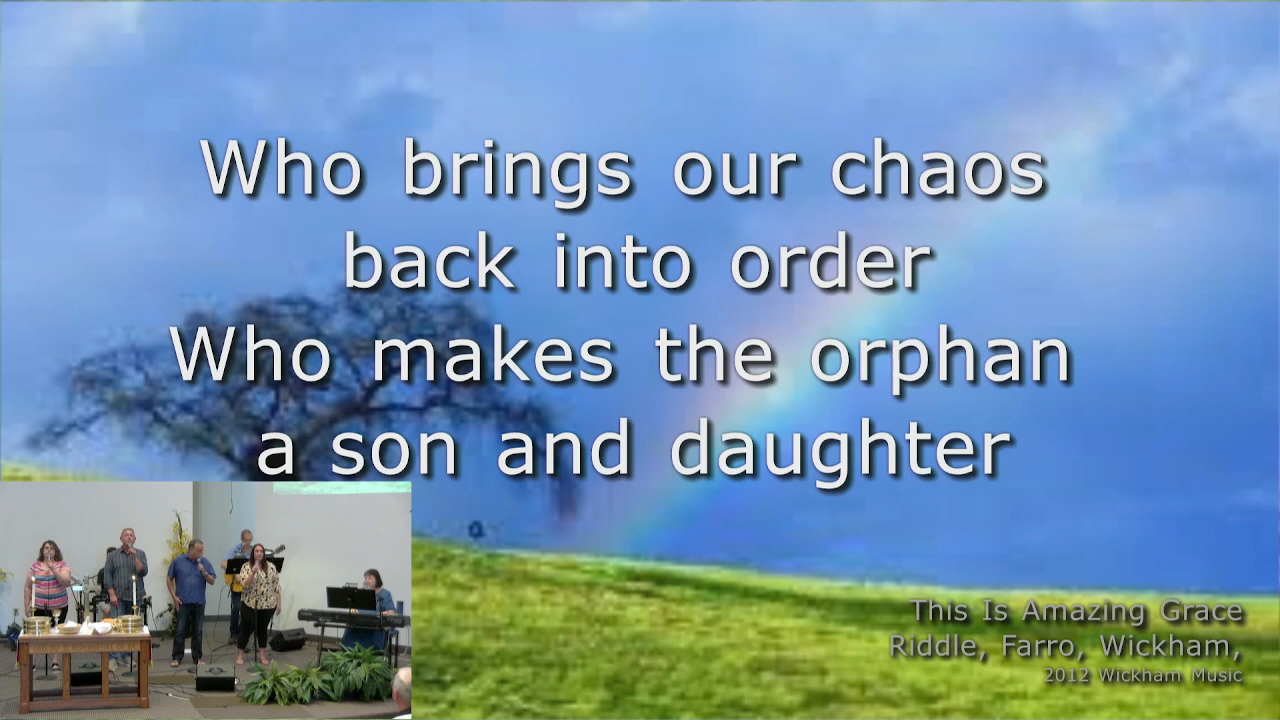 Who brings our chaos
back into order
Who makes the orphan
a son and daughter
This Is Amazing Grace
Riddle, Farro, Wickham,
2012 Wickham Music